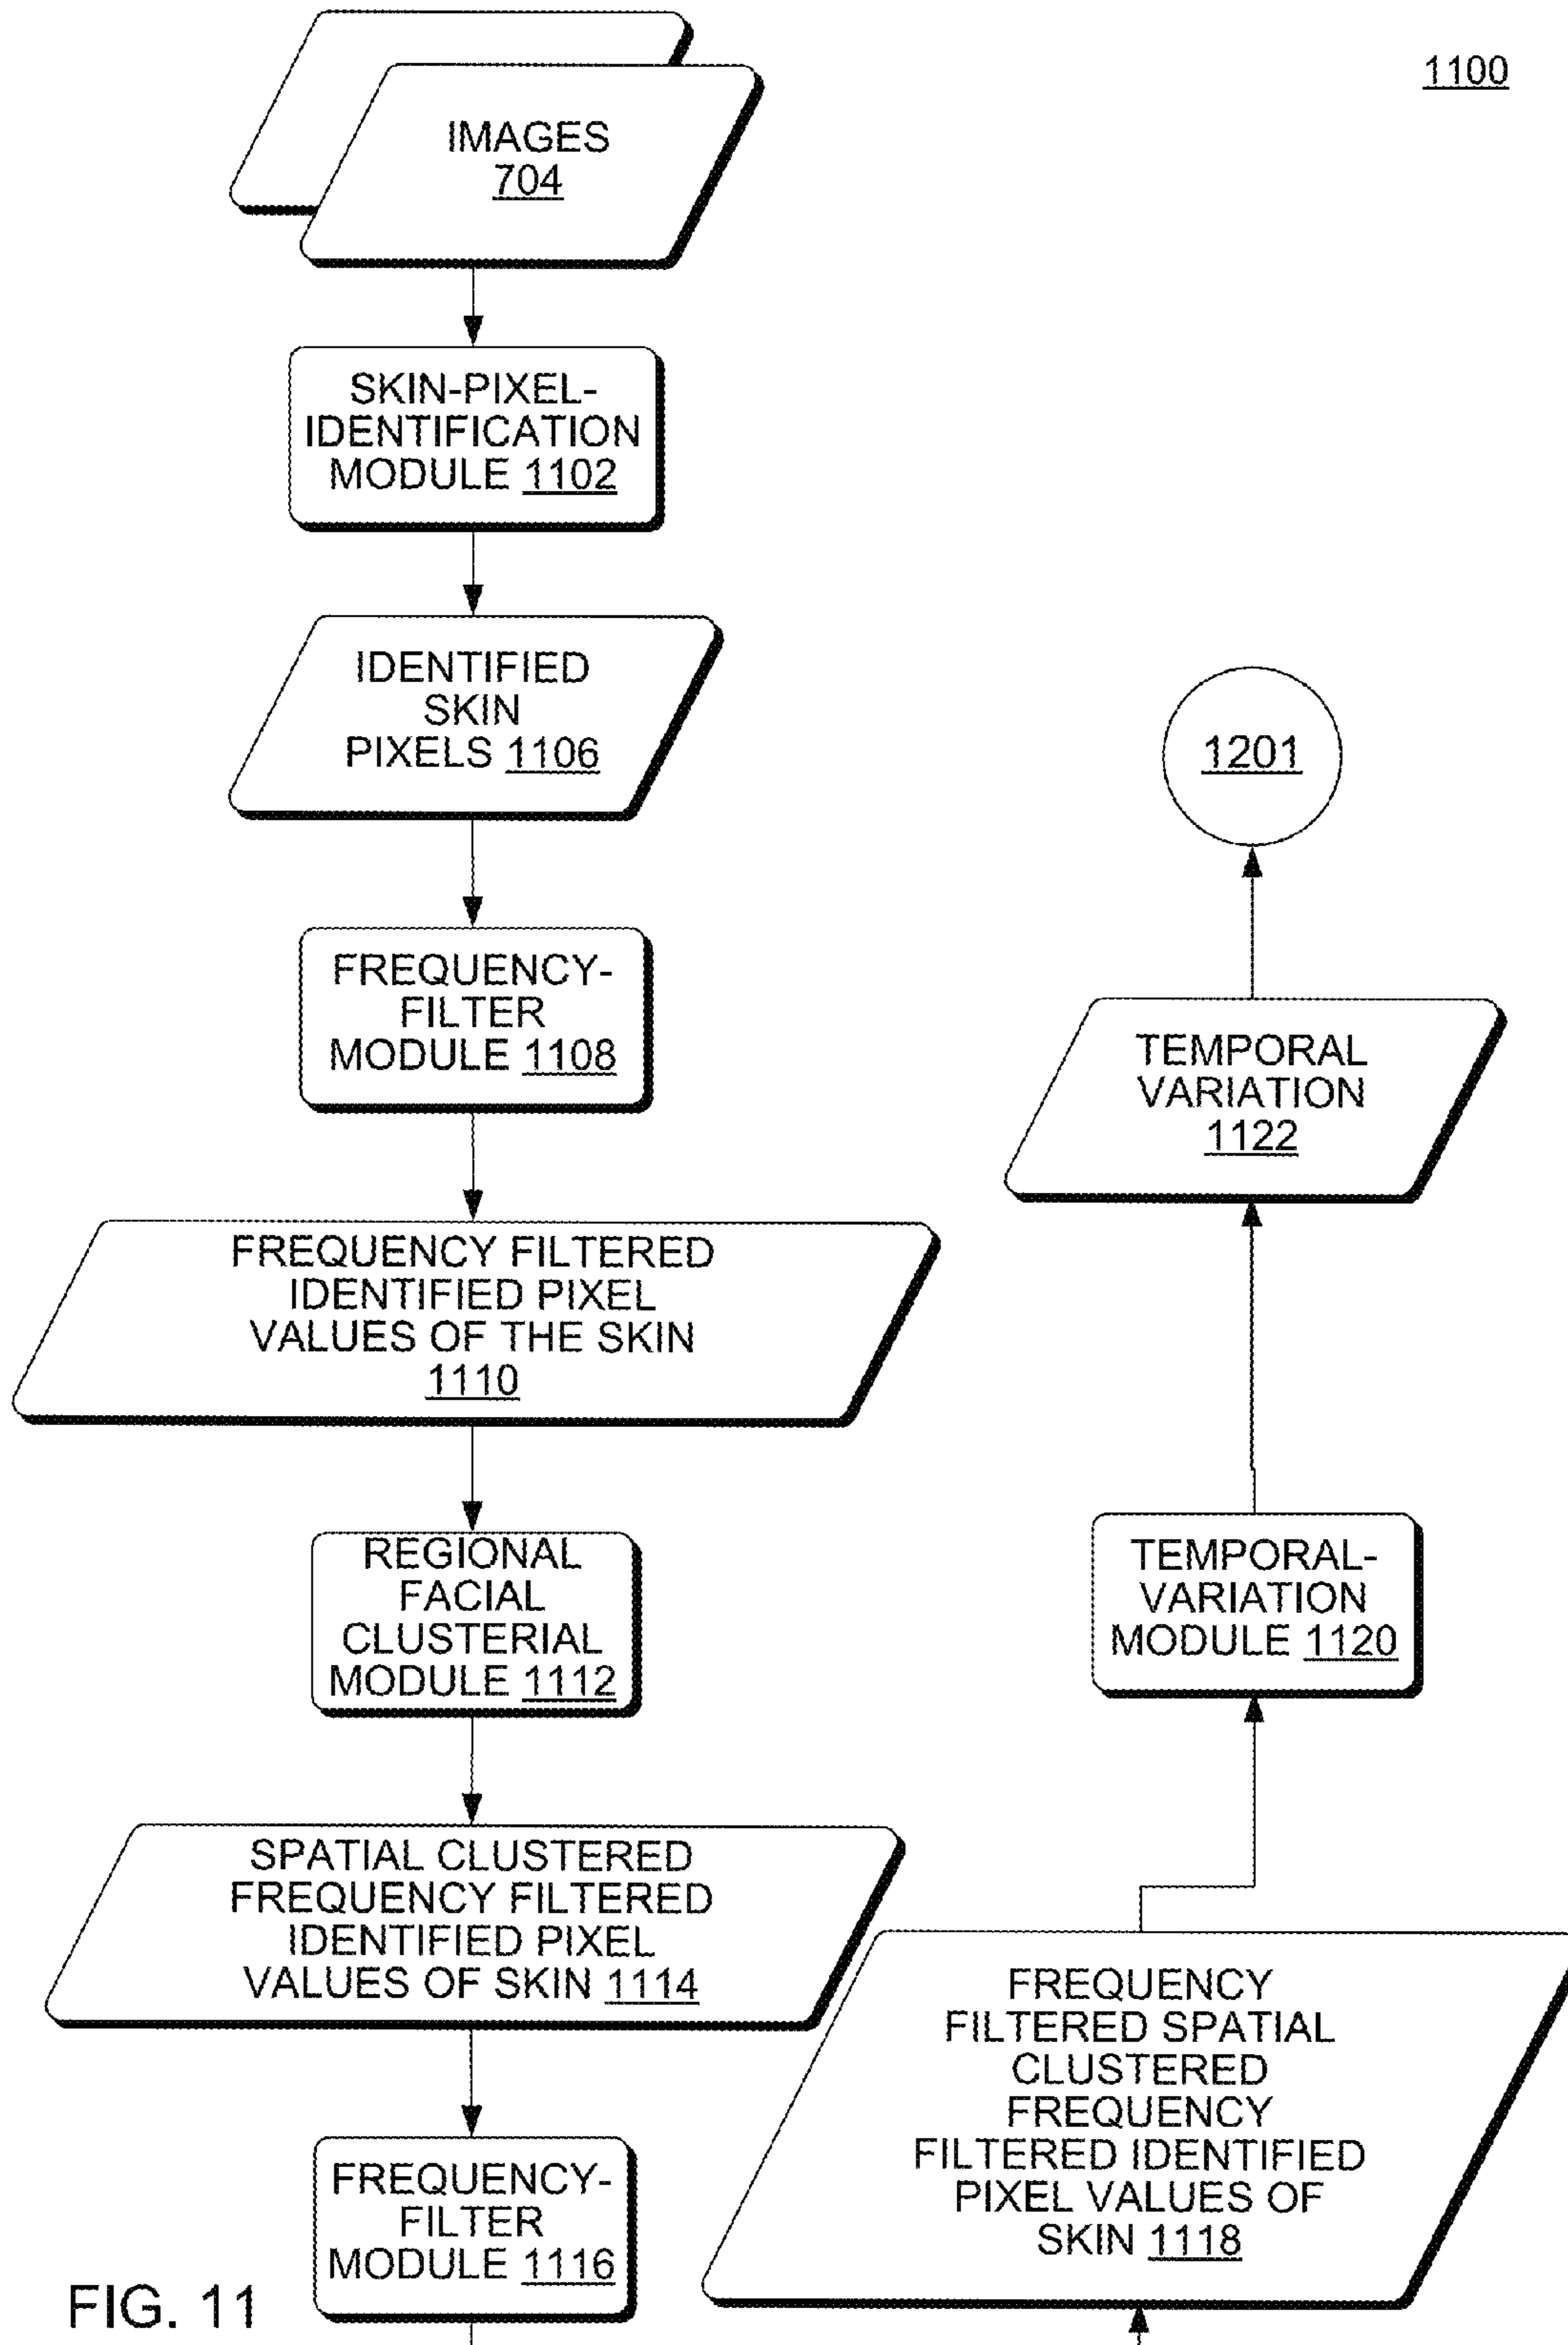 1100
IMAGES
704
SKIN-PIXEL-
IDENTIFICATION
MODULE 1102
IDENTIFIED
SKIN
PIXELS 1106
FREQUENCY-
FILTER
MODULE 1108
FREQUENCY FILTERED
IDENTIFIED PIXEL
VALUES OF THE SKIN
1110
REGIONAL
FACIAL
CLUSTERIAL
MODULE 1112
SPATIAL CLUSTERED
FREQUENCY FILTERED
IDENTIFIED PIXEL
VALUES OF SKIN 1114
FREQUENCY-
FILTER
MODULE 1116
FREQUENCY
FILTERED SPATIAL
CLUSTERED
FREQUENCY
FILTERED IDENTIFIED
PIXEL VALUES OF
SKIN 1118
TEMPORAL-
VARIATION
MODULE 1120
TEMPORAL
VARIATION
1122
1201
FIG. 11